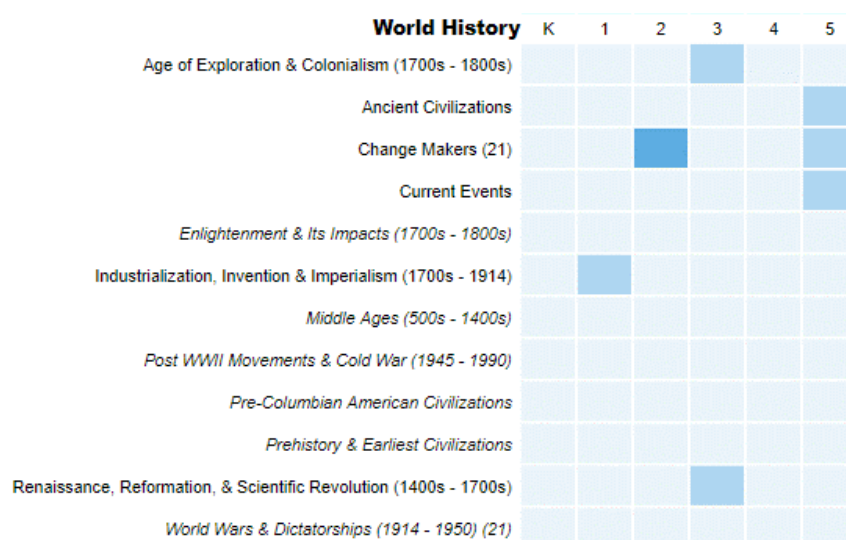 World History K 1 2 3 4 5
Age of Exploration & Colonialism (1700s - 1800s)
Ancient Civilizations
Change Makers (21)
Current Events
Enlightenment & Its Impacts (1700s - 1800s)
Industrialization, Invention & Imperialism (1700s - 1914)
Middle Ages (500s - 1400s)
Post WWII Movements & Cold War (1945 - 1990)
Pre-Columbian American Civilizations
Prehistory & Earliest Civilizations
Renaissance, Reformation, & Scientific Revolution (1400s - 1700s)
World Wars & Dictatorships (1914 - 1950) (21)